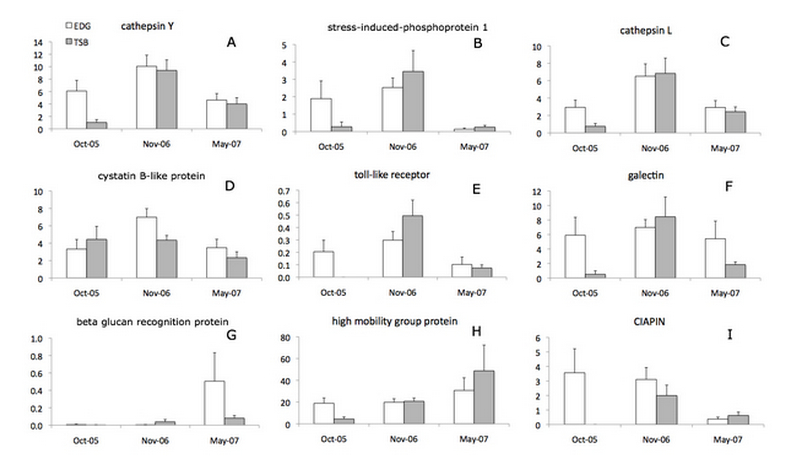 EDG
TSB
cathepsin Y
A
14
12
10
8
6
4
2
0
Oct-05 Nov-06 May-07
stress-induced-phosphoprotein 1
B
5
4
3
2
1
0
Oct-05 Nov-06 May-07
cathepsin L
C
10
8
6
4
2
0
Oct-05 Nov-06 May-07
cystatin B-like protein
D
10
8
6
4
2
0
Oct-05 Nov-06 May-07
toll-like receptor
E
0.7
0.6
0.5
0.4
0.3
0.2
0.1
0.0
Oct-05 Nov-06 May-07
galectin
F
12
10
8
6
4
2
0
Oct-05 Nov-06 May-07
beta glucan recognition protein
G
1.0
0.8
0.6
0.4
0.2
0.0
Oct-05 Nov-06 May-07
high mobility group protein
H
80
60
40
20
0
Oct-05 Nov-06 May-07
CIAPIN
I
6
5
4
3
2
1
0
Oct-05 Nov-06 May-07